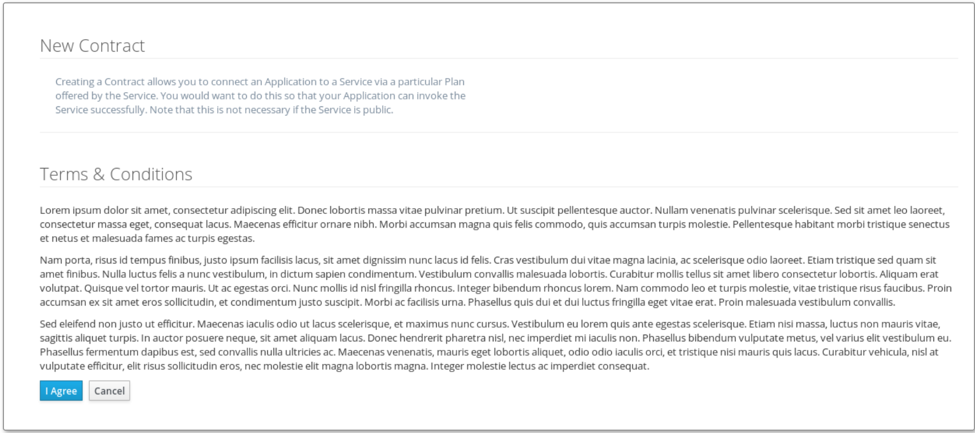 New Contract
Creating a Contract allows you to connect an Application to a Service via a particular Plan
offered by the Service. You would want to do this so that your Application can invoke the
Service successfully. Note that this is not necessary if the Service is public.
Terms & Conditions
Lorem ipsum dolor sit amet, consectetur adipiscing elit. Donec lobortis massa vitae pulvinar pretium. Ut suscipit pellentesque auctor. Nullam venenatis pulvinar scelerisque. Sed sit amet leo laoreet,
consectetur massa eget, consequat lacus. Maecenas efficitur ornare nibh. Morbi accumsan magna quis felis commodo, quis accumsan turpis molestie. Pellentesque habitant morbi tristique senectus
et netus et malesuada fames ac turpis egestas.
Nam porta, risus id tempus finibus, justo ipsum facilisis lacus, sit amet dignissim nunc lacus id felis. Cras vestibulum dui vitae magna lacinia, ac scelerisque odio laoreet. Etiam tristique sed quam sit
amet finibus. Nulla luctus felis a nunc vestibulum, in dictum sapien condimentum. Vestibulum convallis malesuada lobortis. Curabitur mollis tellus sit amet libero consectetur lobortis. Aliquam erat
volutpat. Quisque vel tortor mauris. Ut ac egestas orci. Nunc mollis id nisl fringilla rhoncus. Integer bibendum rhoncus lorem. Nam commodo leo et turpis molestie, vitae tristique risus faucibus. Proin
accumsan ex sit amet eros sollicitudin, et condimentum justo suscipit. Morbi ac facilisis urna. Phasellus quis dui et dui luctus fringilla eget vitae erat. Proin malesuada vestibulum convallis.
Sed eleifend non justo ut efficitur. Maecenas iaculis odio ut lacus scelerisque, et maximus nunc cursus. Vestibulum eu lorem quis ante egestas scelerisque. Etiam nisi massa, luctus non mauris vitae,
sagittis aliquet turpis. In auctor posuere neque, sit amet aliquam lacus. Donec hendrerit pharetra nisl, nec imperdiet mi iaculis non. Phasellus bibendum vulputate metus, vel varius elit vestibulum eu.
Phasellus fermentum dapibus est, sed convallis nulla ultricies ac. Maecenas venenatis, mauris eget lobortis aliquet, odio odio iaculis orci, et tristique nisi mauris quis lacus. Curabitur vehicula, nisl at
vulputate efficitur, elit risus sollicitudin eros, nec molestie elit magna lobortis magna. Integer molestie lectus ac imperdiet consequat.
I Agree
Cancel